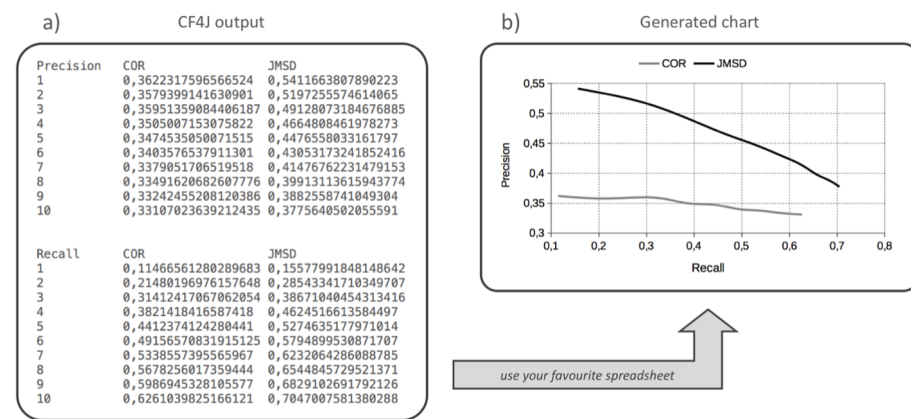 a) CF4J output
Precision COR JMSD
1 0,3622317596566524 0,5411663807890223
2 0,3579399141630901 0,5197255574614065
3 0,35951359084406187 0,49128073184676885
4 0,3505007153075822 0,4664808461978273
5 0,3474535050071515 0,4476558033161797
6 0,3403576537911301 0,43053173241852416
7 0,3379051706519518 0,41476762231479153
8 0,33491620682607776 0,39913113615943774
9 0,33242455208120386 0,3882558741049304
10 0,33107023639212435 0,3775640502055591
Recall COR JMSD
1 0,11466561280289683 0,15577991848148642
2 0,21480196976157648 0,28543341710349707
3 0,31412417067062054 0,38671040454313416
4 0,3821418416587418 0,4624516613584497
5 0,4412374124280441 0,5274635177971014
6 0,49156570831915125 0,5794899530871707
7 0,5338557395565967 0,6232064286088785
8 0,5678256017359444 0,6544845729521371
9 0,5986945328105577 0,6829102691792126
10 0,6261039825166121 0,7047007581380288
b) Generated chart
COR JMSD
0,55
0,5
0,45
0,4
0,35
0,3
Precision
0,1 0,2 0,3 0,4 0,5 0,6 0,7 0,8
Recall
use your favourite spreadsheet